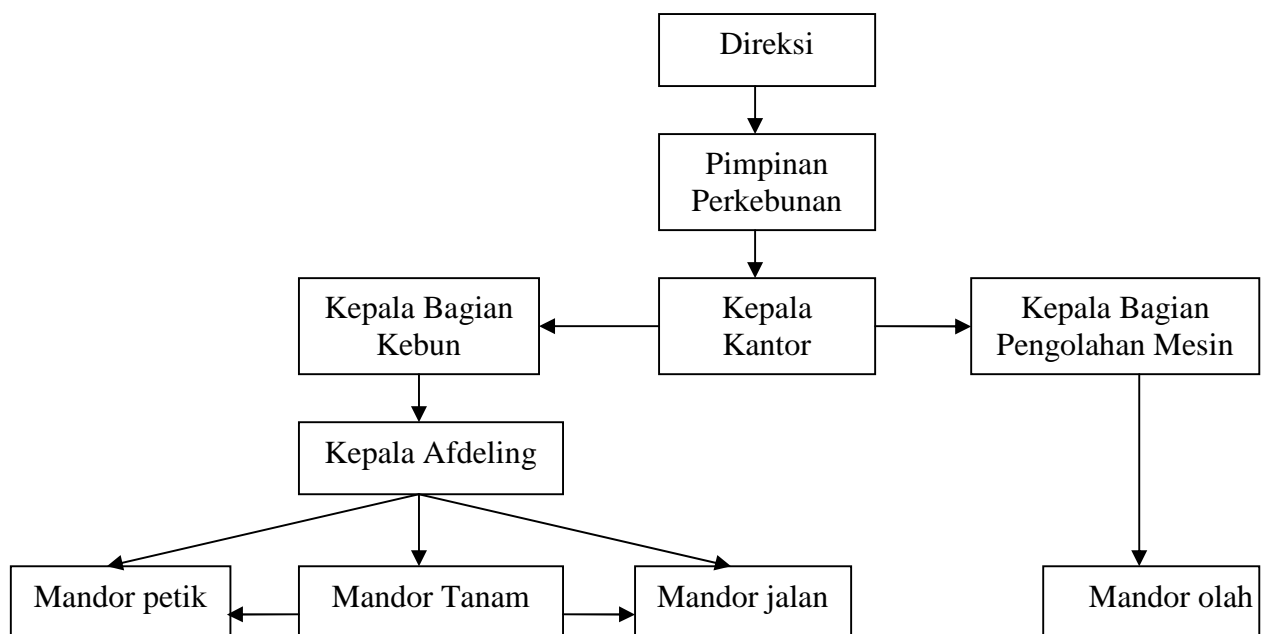 Direksi
Pimpinan
Perkebunan
Kepala Bagian
Kebun
Kepala
Kantor
Kepala Bagian
Pengolahan Mesin
Kepala Afdeling
Mandor petik
Mandor Tanam
Mandor jalan
Mandor olah